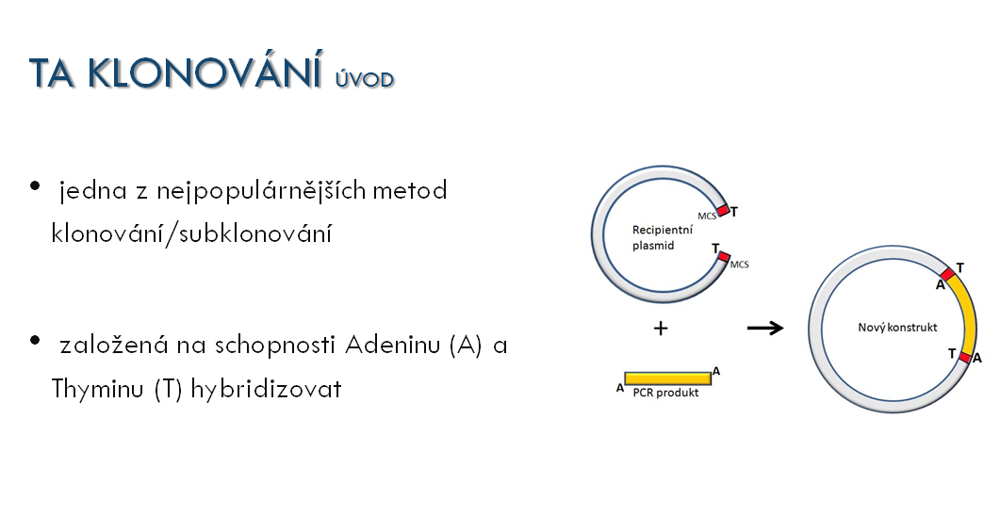 TA KLONOVÁNÍ ÚVOD
• jedna z nejpopulárnějších metod
klonování/subklonování
• založená na schopnosti Adeninu (A) a
Thyminu (T) hybridizovat
MCS T
Recipientní
plasmid
T
MCS
+
A
A
PCR produkt
T
A
Nový konstrukt
T
A